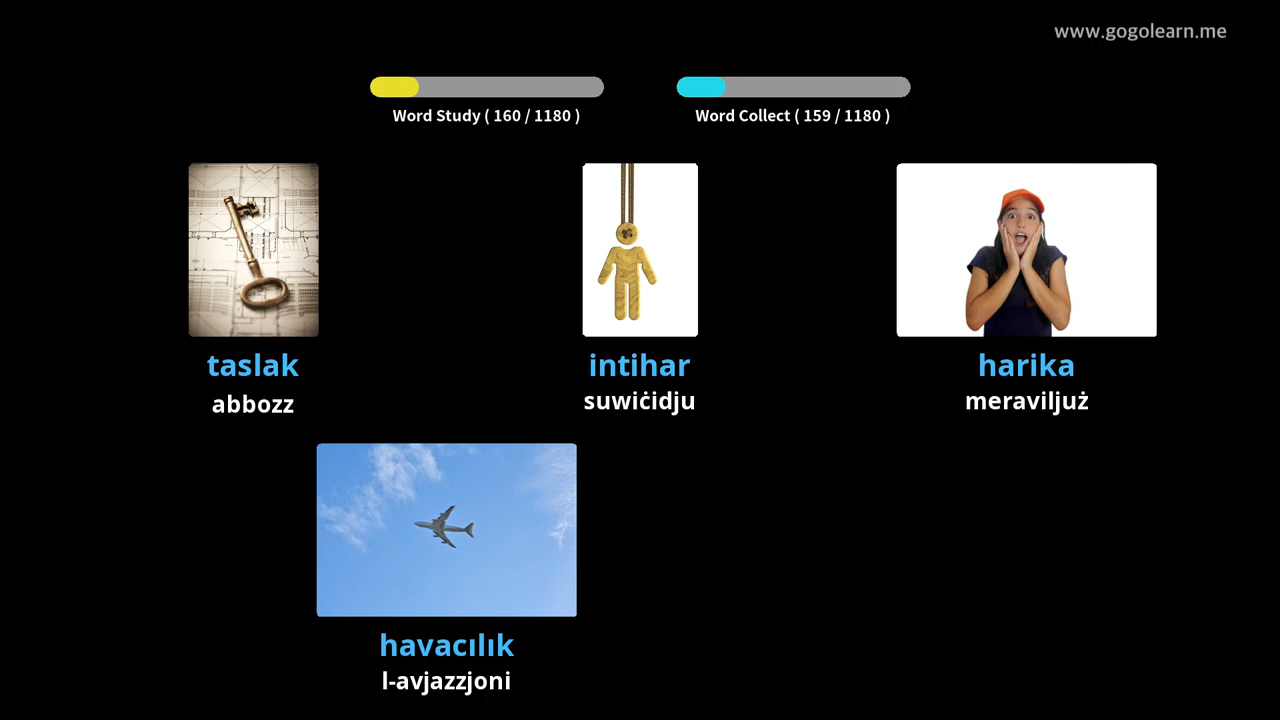 www.gogolearn.me
Word Study ( 160 / 1180 )
Word Collect ( 159 / 1180 )
taslak
abbozz
intihar
suwiċidju
harika
meraviljuż
havacılık
l-avjazzjoni